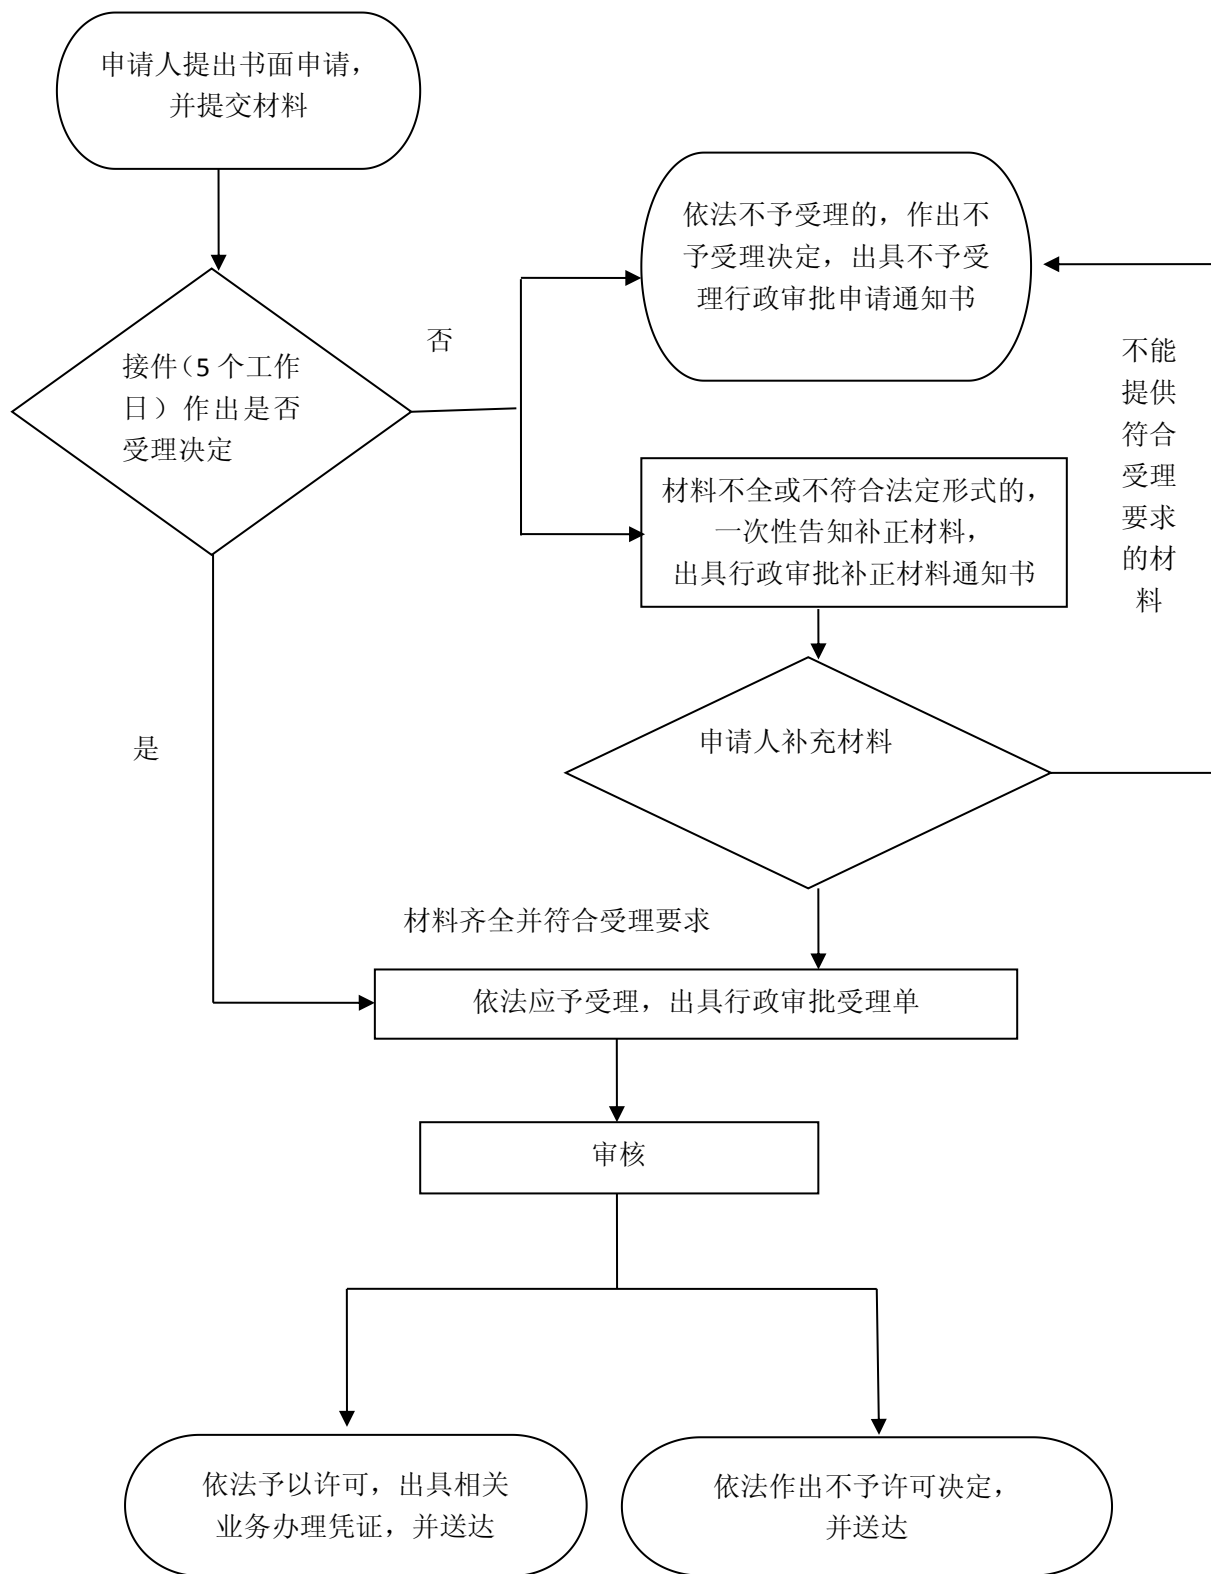 申请人提出书面申请，
并提交材料
依法不予受理的，作出不
予受理决定，出具不予受
理行政审批申请通知书
否
接件（5 个工作
日）作出是否
受理决定
不能
提供
符合
受理
要求
的材
料
材料不全或不符合法定形式的，
一次性告知补正材料，
出具行政审批补正材料通知书
是
申请人补充材料
材料齐全并符合受理要求
依法应予受理，出具行政审批受理单
审核
依法予以许可，出具相关
业务办理凭证，并送达
依法作出不予许可决定，
并送达